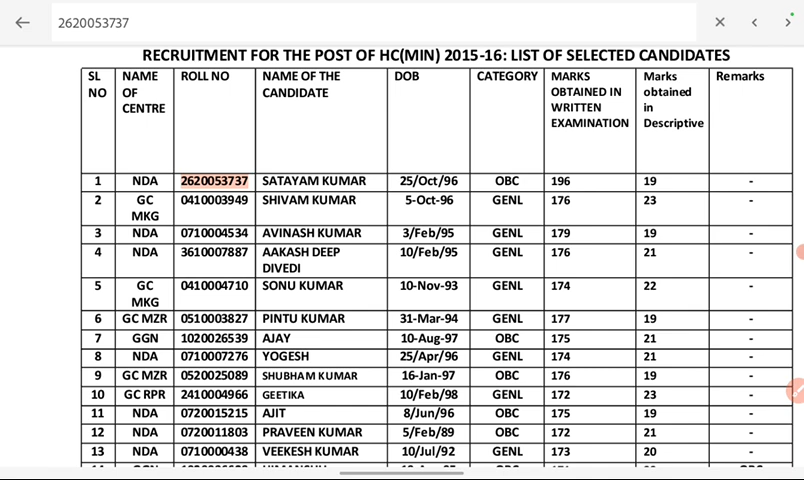 2620053737
RECRUITMENT FOR THE POST OF HC(MIN) 2015-16: LIST OF SELECTED CANDIDATES
SL NO NAME OF CENTRE ROLL NO NAME OF THE CANDIDATE DOB CATEGORY MARKS OBTAINED IN WRITTEN EXAMINATION Marks obtained in Descriptive Remarks
1 NDA 2620053737 SATAYAM KUMAR 25/Oct/96 OBC 196 19 -
2 GC MKG 0410003949 SHIVAM KUMAR 5-Oct-96 GENL 176 23 -
3 NDA 0710004534 AVINASH KUMAR 3/Feb/95 GENL 179 19 -
4 NDA 3610007887 AAKASH DEEP DIVEDI 10/Feb/95 GENL 176 21 -
5 GC MKG 0410004710 SONU KUMAR 10-Nov-93 GENL 174 22 -
6 GC MZR 0510003827 PINTU KUMAR 31-Mar-94 GENL 177 19 -
7 GGN 1020026539 AJAY 10-Aug-97 OBC 175 21 -
8 NDA 0710007276 YOGESH 25/Apr/96 GENL 174 21 -
9 GC MZR 0520025089 SHUBHAM KUMAR 16-Jan-97 OBC 176 19 -
10 GC RPR 2410004966 GEETIKA 10/Feb/98 GENL 172 23 -
11 NDA 0720015215 AJIT 8/Jun/96 OBC 175 19 -
12 NDA 0720011803 PRAVEEN KUMAR 5/Feb/89 OBC 172 21 -
13 NDA 0710000438 VEEKESH KUMAR 10/Jul/92 GENL 173 20 -